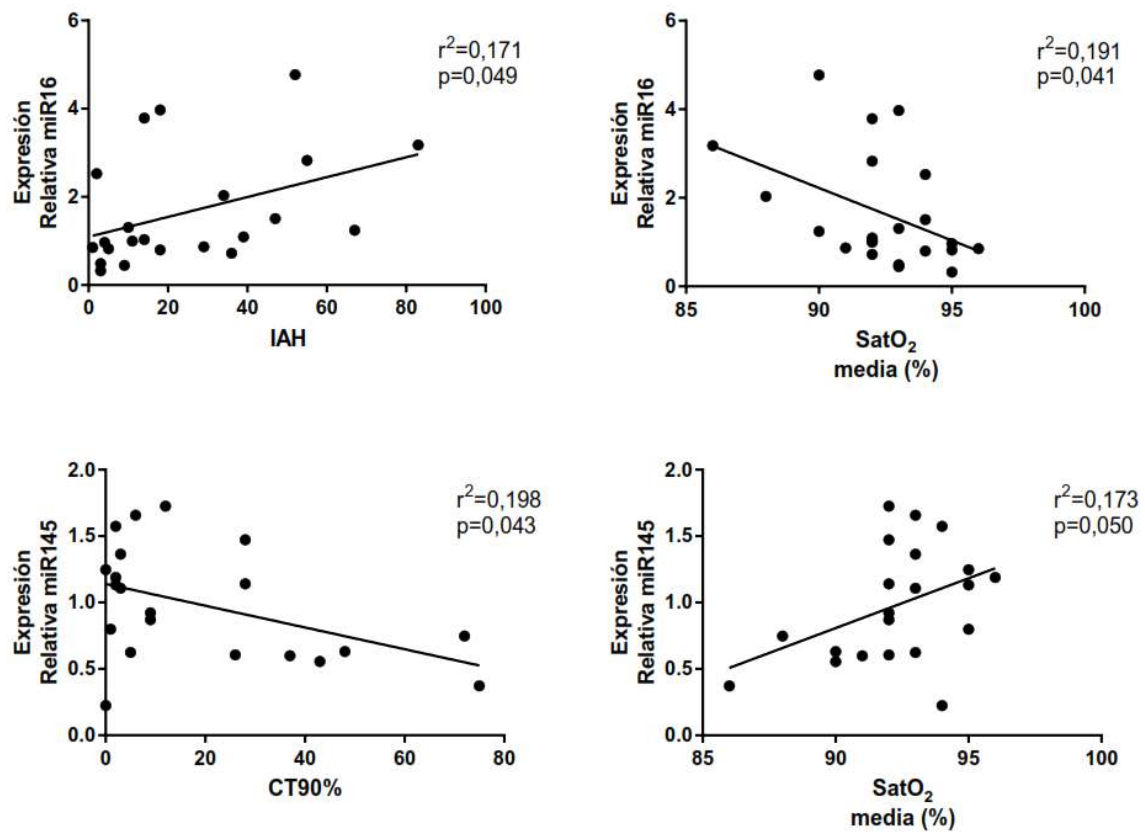 Expresión
Relativa miR16
6
4
2
0
r²=0,171
p=0,049
0 20 40 60 80 100
IAH
Expresión
Relativa miR16
6
4
2
0
r²=0,191
p=0,041
85 90 95 100
SatO₂
media (%)
Expresión
Relativa miR145
2.0
1.5
1.0
0.5
0.0
r²=0,198
p=0,043
0 20 40 60 80
CT90%
Expresión
Relativa miR145
2.0
1.5
1.0
0.5
0.0
r²=0,173
p=0,050
85 90 95 100
SatO₂
media (%)